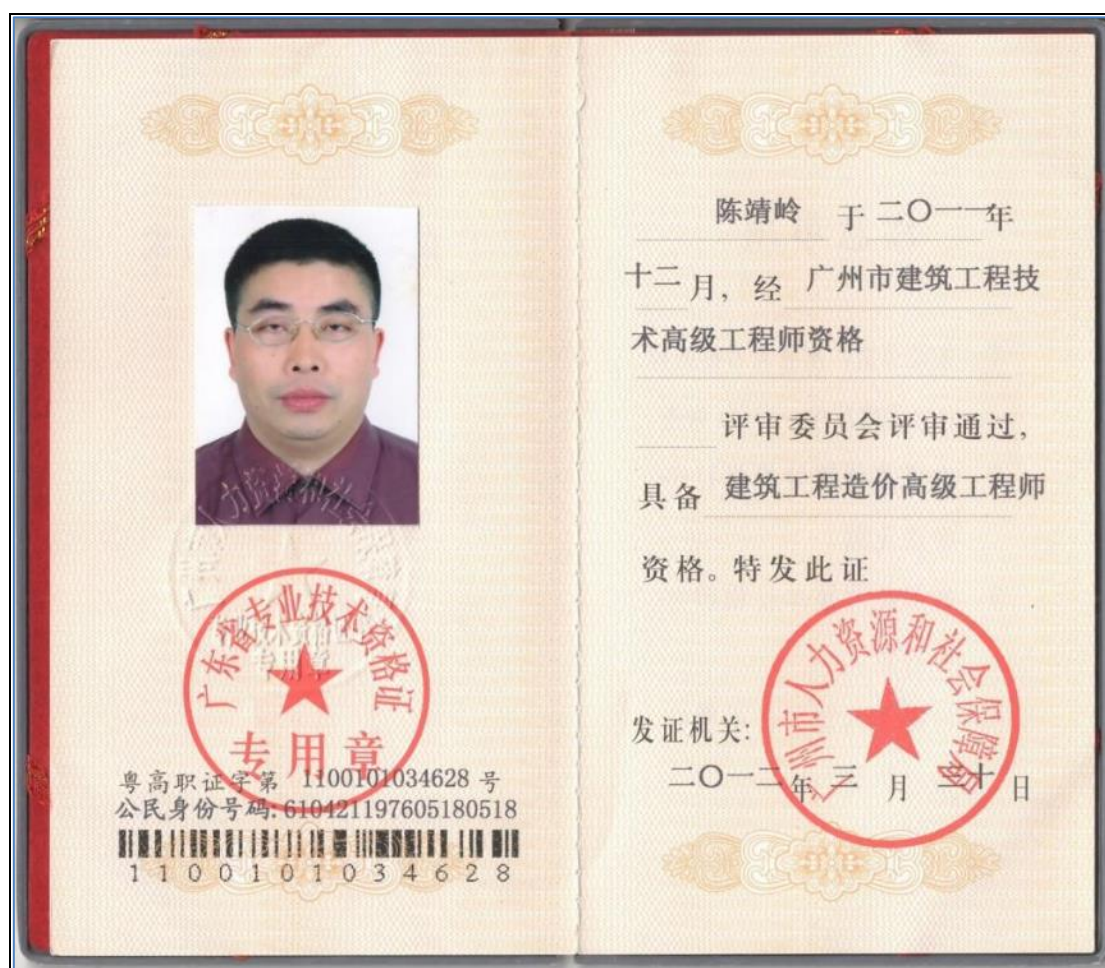 广东省专业技术资格证
专用章
粤高职证字第 1100101034628 号
公民身份号码:610421197605180518
1100101034628
陈靖岭 于 二〇一一年
十二月，经 广州市建筑工程技
术高级工程师资格
评审委员会评审通过，
具备 建筑工程造价高级工程师
资格。特发此证
广州市人力资源和社会保障局
发证机关:
二〇一二年 三 月 二十 日